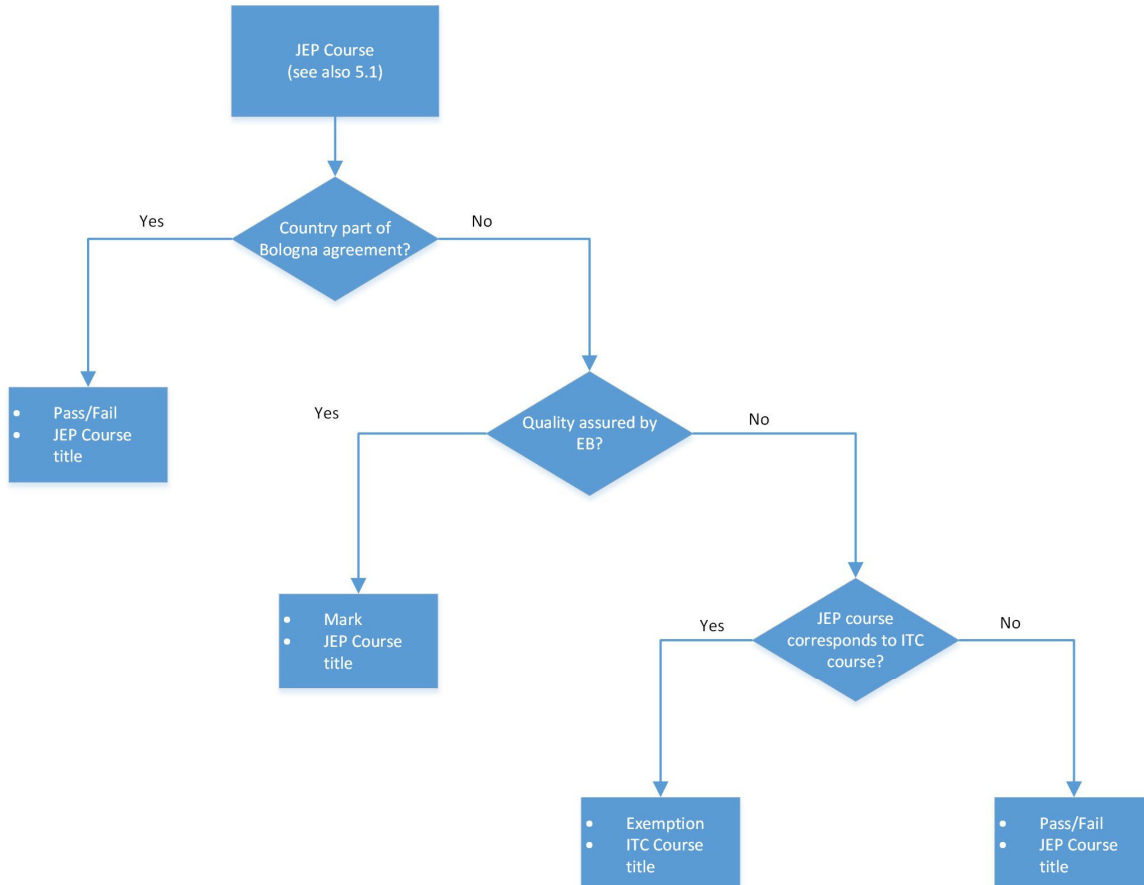 JEP Course
(see also 5.1)
Yes
No
Country part of
Bologna agreement?
• Pass/Fail
• JEP Course
title
Yes
No
Quality assured by
EB?
• Mark
• JEP Course
title
Yes
No
JEP course
corresponds to ITC
course?
• Exemption
• ITC Course
title
• Pass/Fail
• JEP Course
title